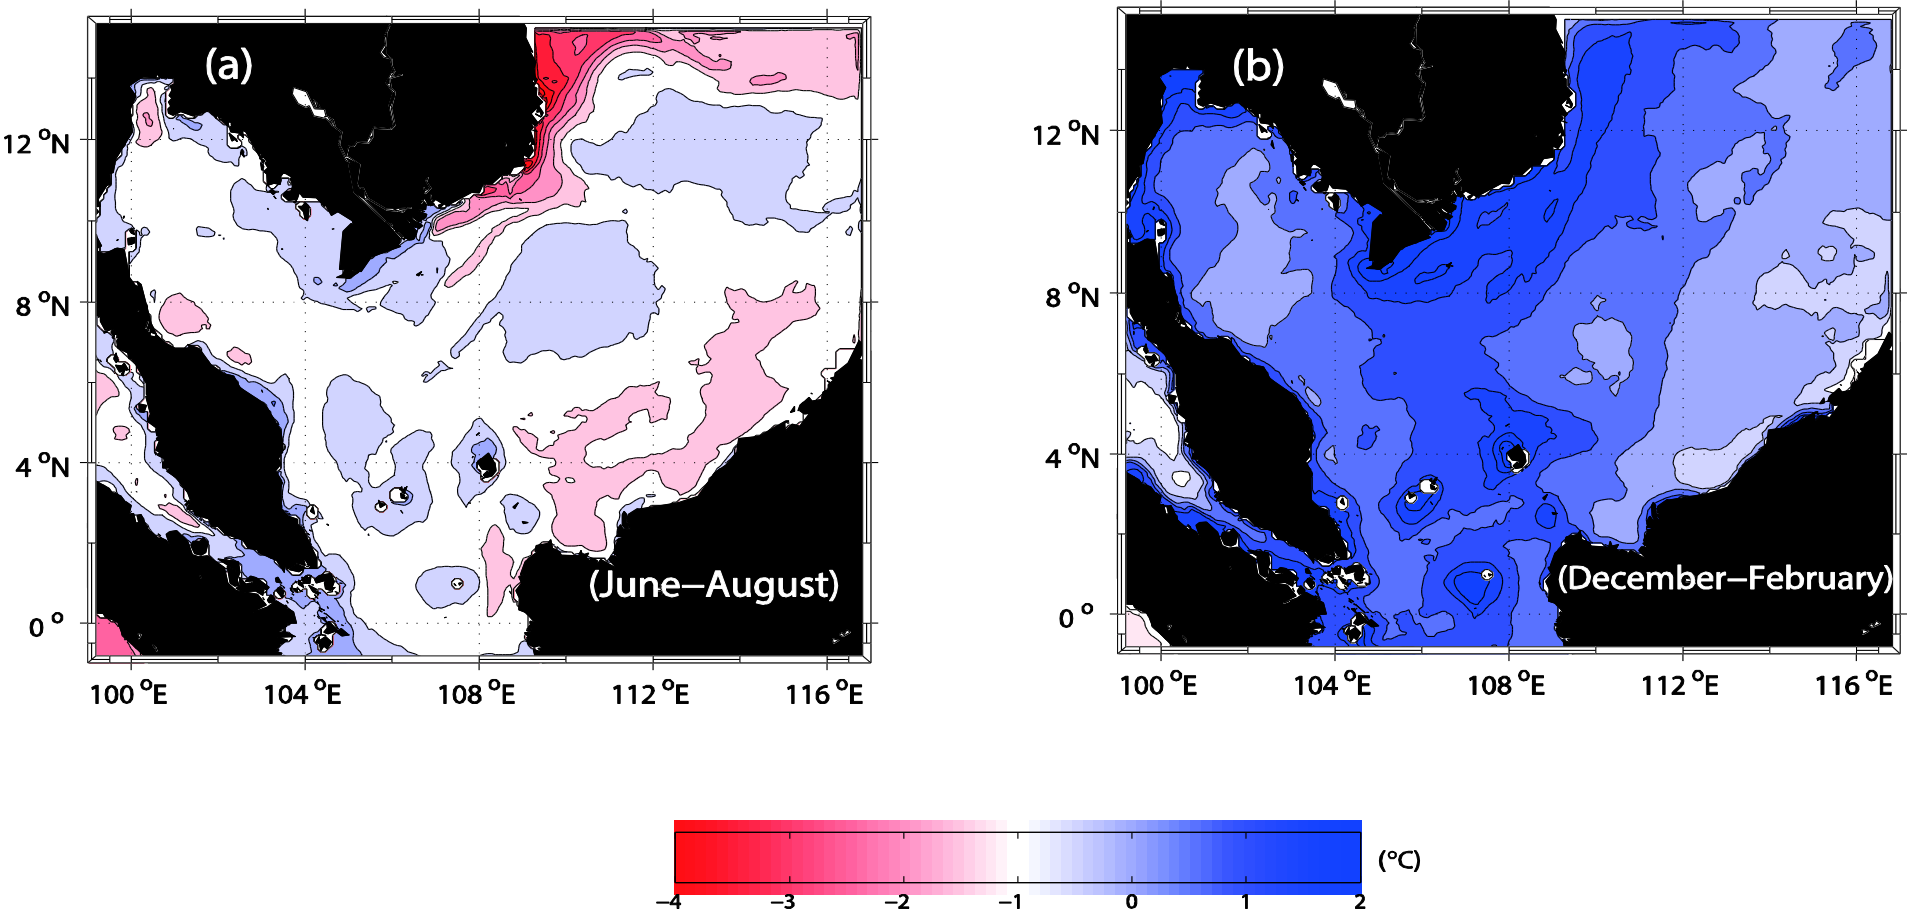 (a)
(b)
12 °N
8 °N
4 °N
0 °
(June−August)
100 °E
104 °E
108 °E
112 °E
116 °E
12 °N
8 °N
4 °N
0 °
(December−February)
100 °E
104 °E
108 °E
112 °E
116 °E
(°C)
−4
−3
−2
−1
0
1
2